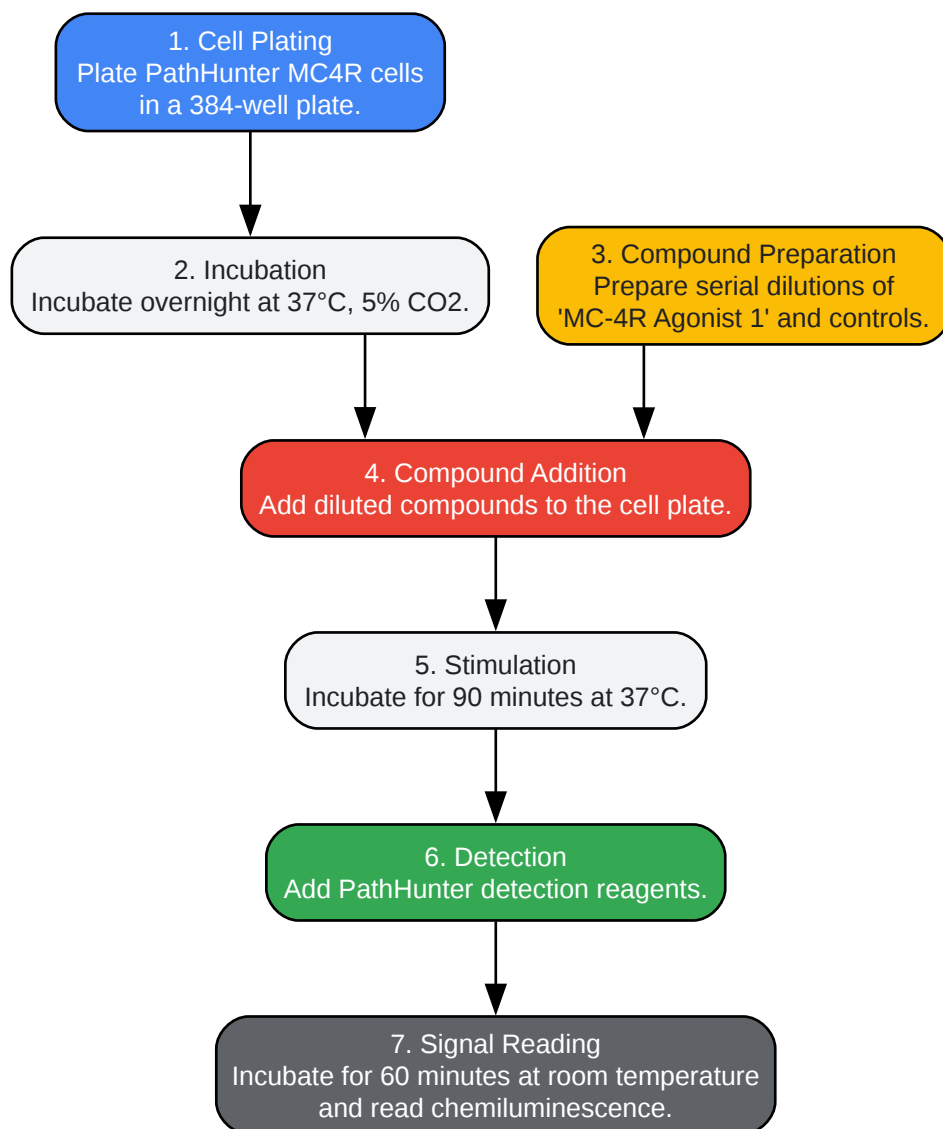 1. Cell Plating
Plate PathHunter MC4R cells
in a 384-well plate.
2. Incubation
Incubate overnight at 37°C, 5% CO2.
3. Compound Preparation
Prepare serial dilutions of
'MC-4R Agonist 1' and controls.
4. Compound Addition
Add diluted compounds to the cell plate.
5. Stimulation
Incubate for 90 minutes at 37°C.
6. Detection
Add PathHunter detection reagents.
7. Signal Reading
Incubate for 60 minutes at room temperature
and read chemiluminescence.